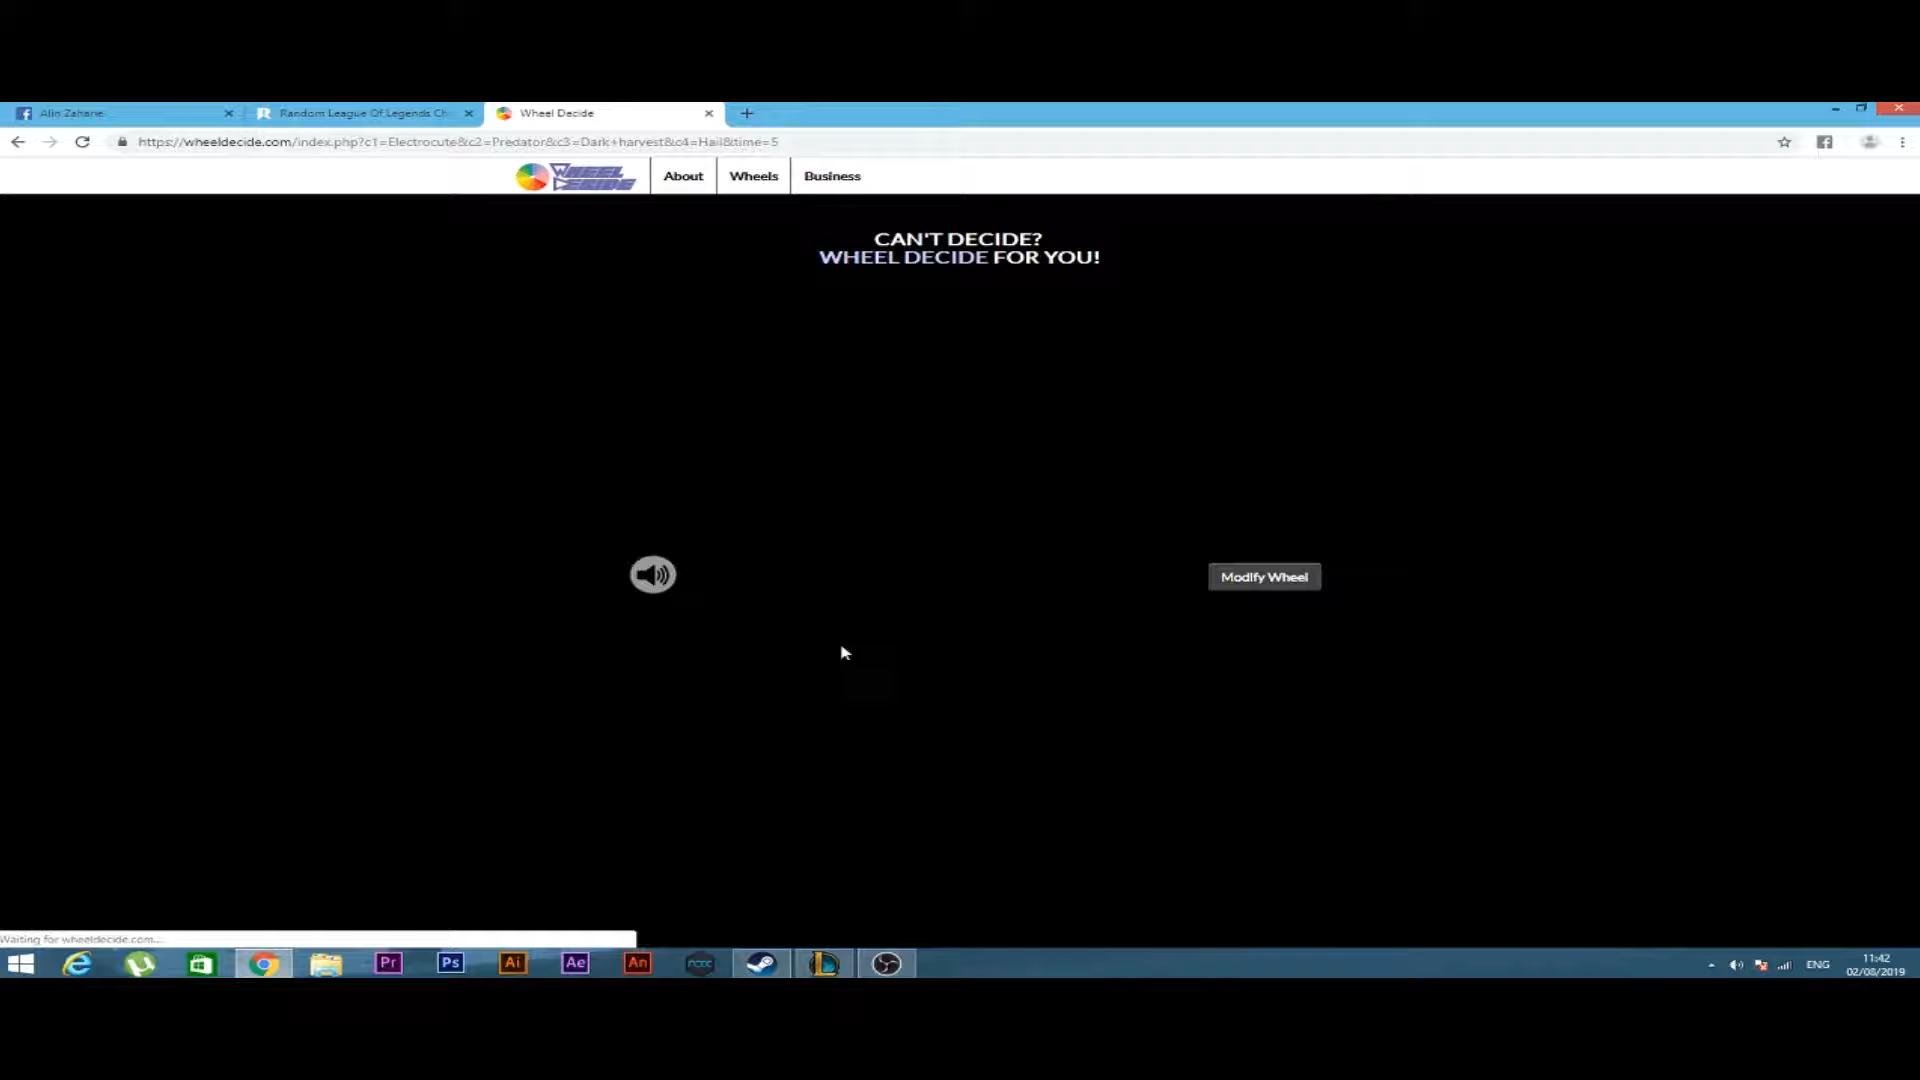 Alin Zaharie
Random League Of Legends Ch
Wheel Decide
https://wheeldecide.com/index.php?c1=Electrocute&c2=Predator&c3=Dark+harvest&c4=Hail&time=5
WHEEL DECIDE
About
Wheels
Business
CAN'T DECIDE?
WHEEL DECIDE FOR YOU!
Modify Wheel
Waiting for wheeldecide.com...
Pr
Ps
Ai
Ae
An
ENG
11:42
02/08/2019